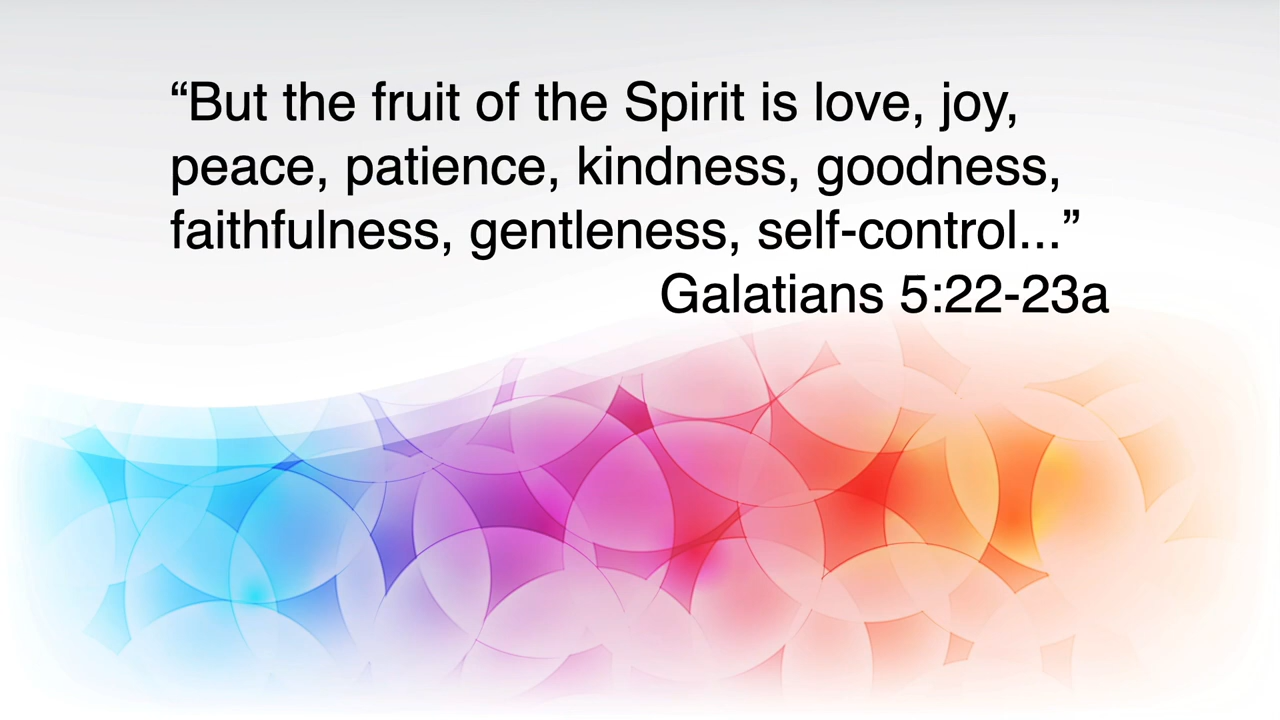 “But the fruit of the Spirit is love, joy,
peace, patience, kindness, goodness,
faithfulness, gentleness, self-control...”
Galatians 5:22-23a